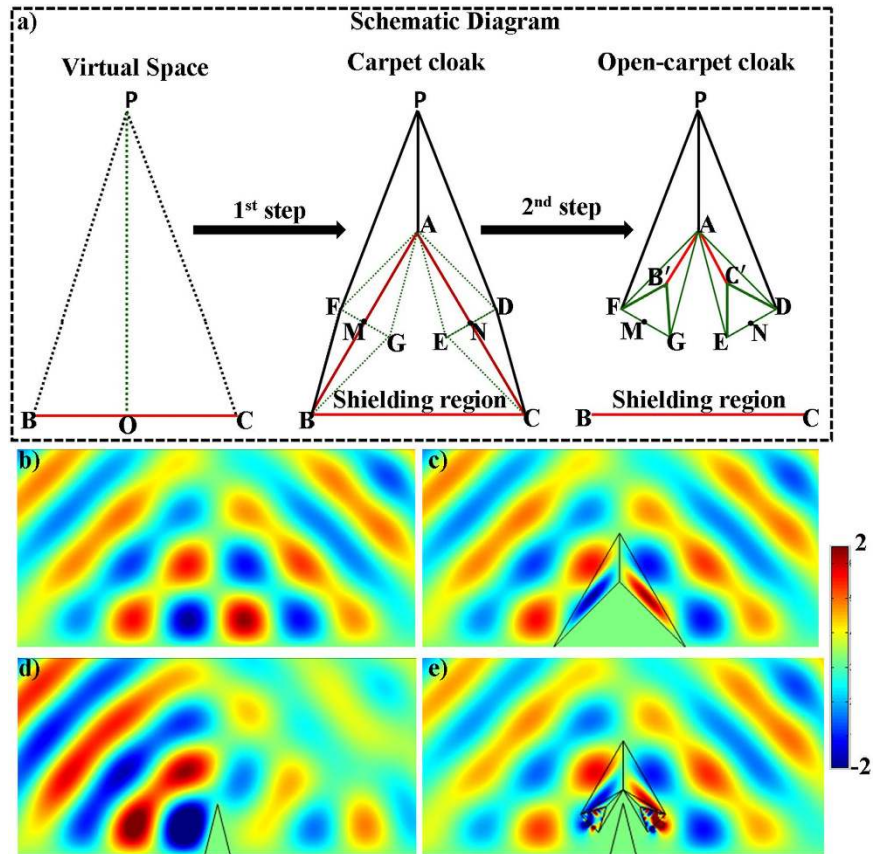 a)
Schematic Diagram
Virtual Space
Carpet cloak
Open-carpet cloak
P
P
P
1st step
2nd step
A
A
B′
C′
F
D
F
D
M
N
M
N
G
E
G
E
B
O
C
B
Shielding region
C
B
Shielding region
C
b)
c)
2
d)
e)
-2